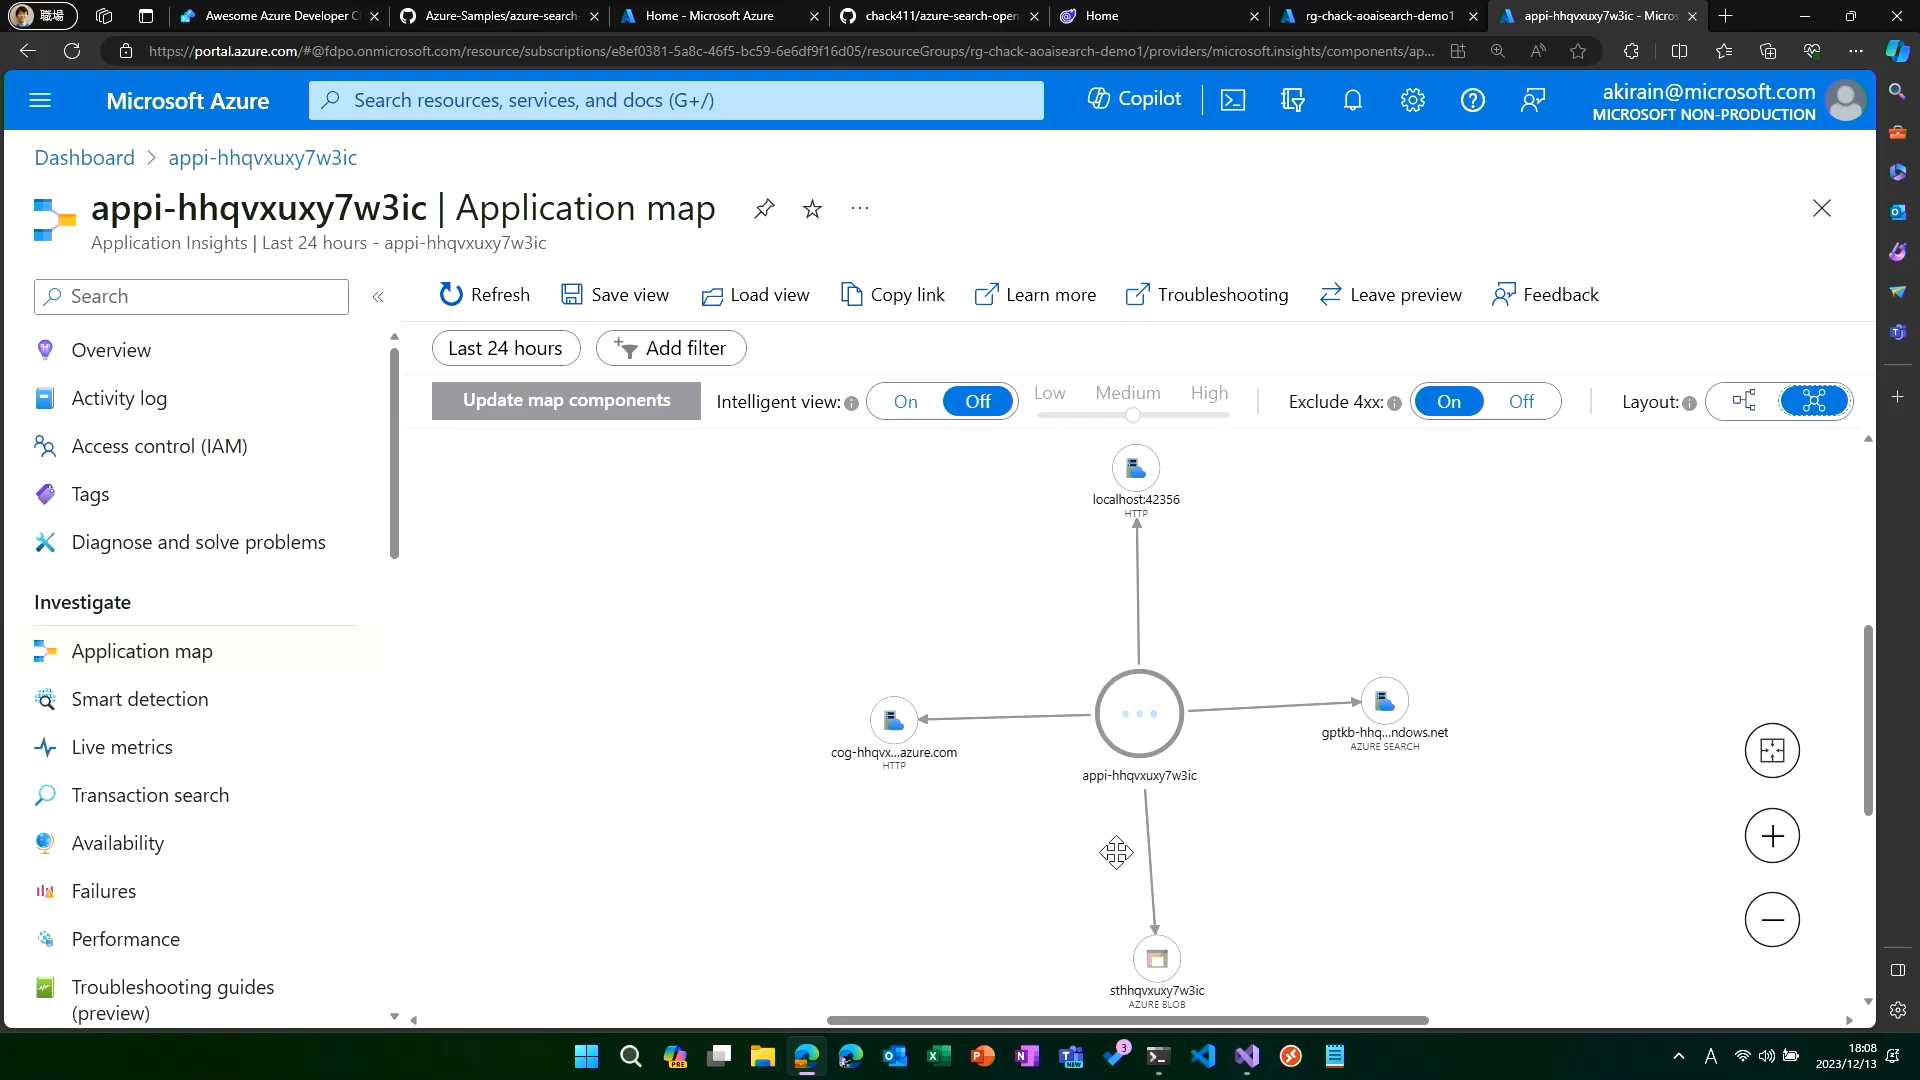 職場
Awesome Azure Developer C
Azure-Samples/azure-search-
Home - Microsoft Azure
chack411/azure-search-open
Home
rg-chack-aoaisearch-demo1
appi-hhqvxuxy7w3ic - Micros
https://portal.azure.com/#@fdpo.onmicrosoft.com/resource/subscriptions/e8ef0381-5a8c-46f5-bc59-6e6df9f16d05/resourceGroups/rg-chack-aoaisearch-demo1/providers/microsoft.insights/components/ap...
Microsoft Azure
Search resources, services, and docs (G+/)
Copilot
akirain@microsoft.com
MICROSOFT NON-PRODUCTION
Dashboard > appi-hhqvxuxy7w3ic
appi-hhqvxuxy7w3ic | Application map
Application Insights | Last 24 hours - appi-hhqvxuxy7w3ic
Search
Refresh
Save view
Load view
Copy link
Learn more
Troubleshooting
Leave preview
Feedback
Last 24 hours
Add filter
Update map components
Intelligent view:
On
Off
Low
Medium
High
Exclude 4xx:
On
Off
Layout:
Overview
Activity log
Access control (IAM)
Tags
Diagnose and solve problems
Investigate
Application map
Smart detection
Live metrics
Transaction search
Availability
Failures
Performance
Troubleshooting guides
(preview)
localhost:42356
HTTP
cog-hhqvx...azure.com
HTTP
appi-hhqvxuxy7w3ic
gptkb-hhq...ndows.net
AZURE SEARCH
sthhqvxuxy7w3ic
AZURE BLOB
PRE
NEW
3
A
18:08
2023/12/13